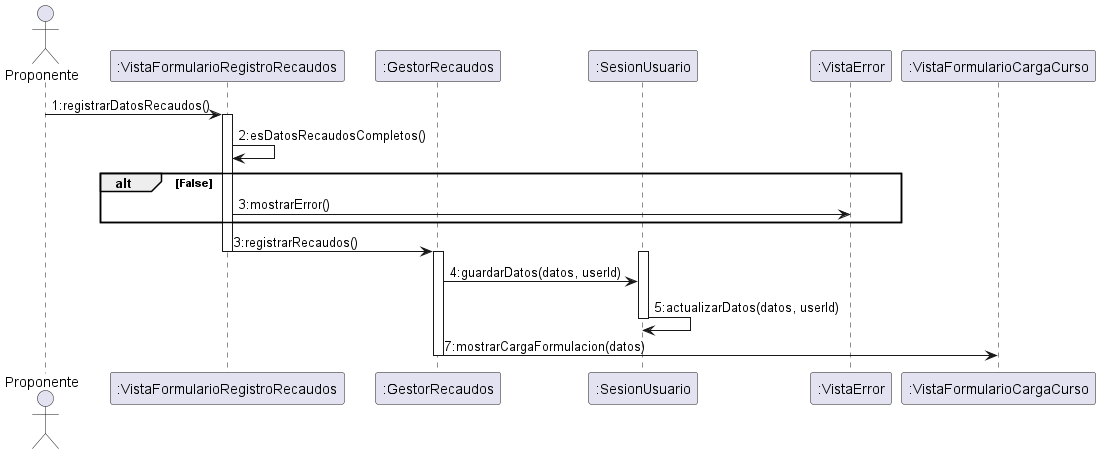 Proponente
:VistaFormularioRegistroRecaudos
:GestorRecaudos
:SesionUsuario
:VistaError
:VistaFormularioCargaCurso
1:registrarDatosRecaudos()
2:esDatosRecaudosCompletos()
alt
[False]
3:mostrarError()
3:registrarRecaudos()
4:guardarDatos(datos, userId)
5:actualizarDatos(datos, userId)
7:mostrarCargaFormulacion(datos)
Proponente
:VistaFormularioRegistroRecaudos
:GestorRecaudos
:SesionUsuario
:VistaError
:VistaFormularioCargaCurso